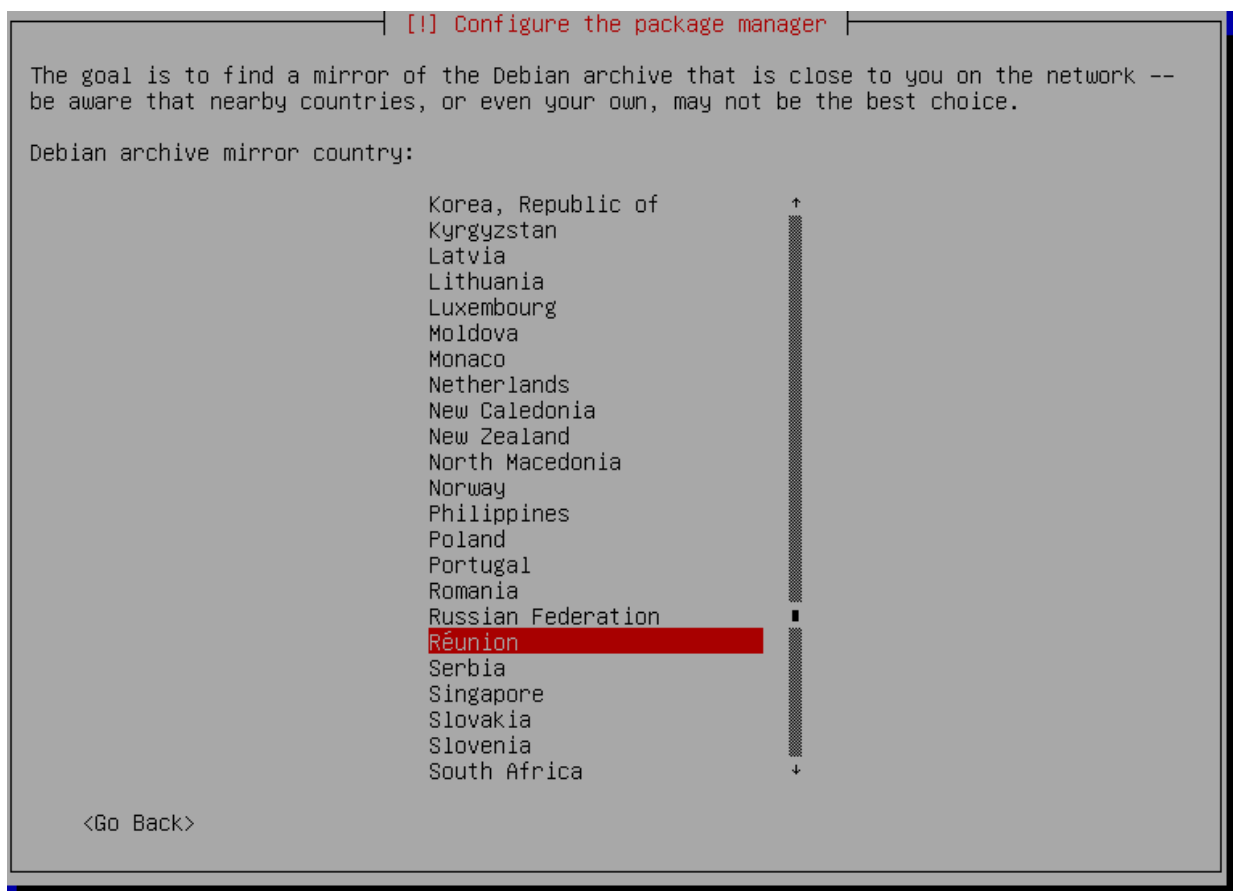 [!] Configure the package manager
The goal is to find a mirror of the Debian archive that is close to you on the network --
be aware that nearby countries, or even your own, may not be the best choice.
Debian archive mirror country:
Korea, Republic of
Kyrgyzstan
Latvia
Lithuania
Luxembourg
Moldova
Monaco
Netherlands
New Caledonia
New Zealand
North Macedonia
Norway
Philippines
Poland
Portugal
Romania
Russian Federation
Réunion
Serbia
Singapore
Slovakia
Slovenia
South Africa
<Go Back>